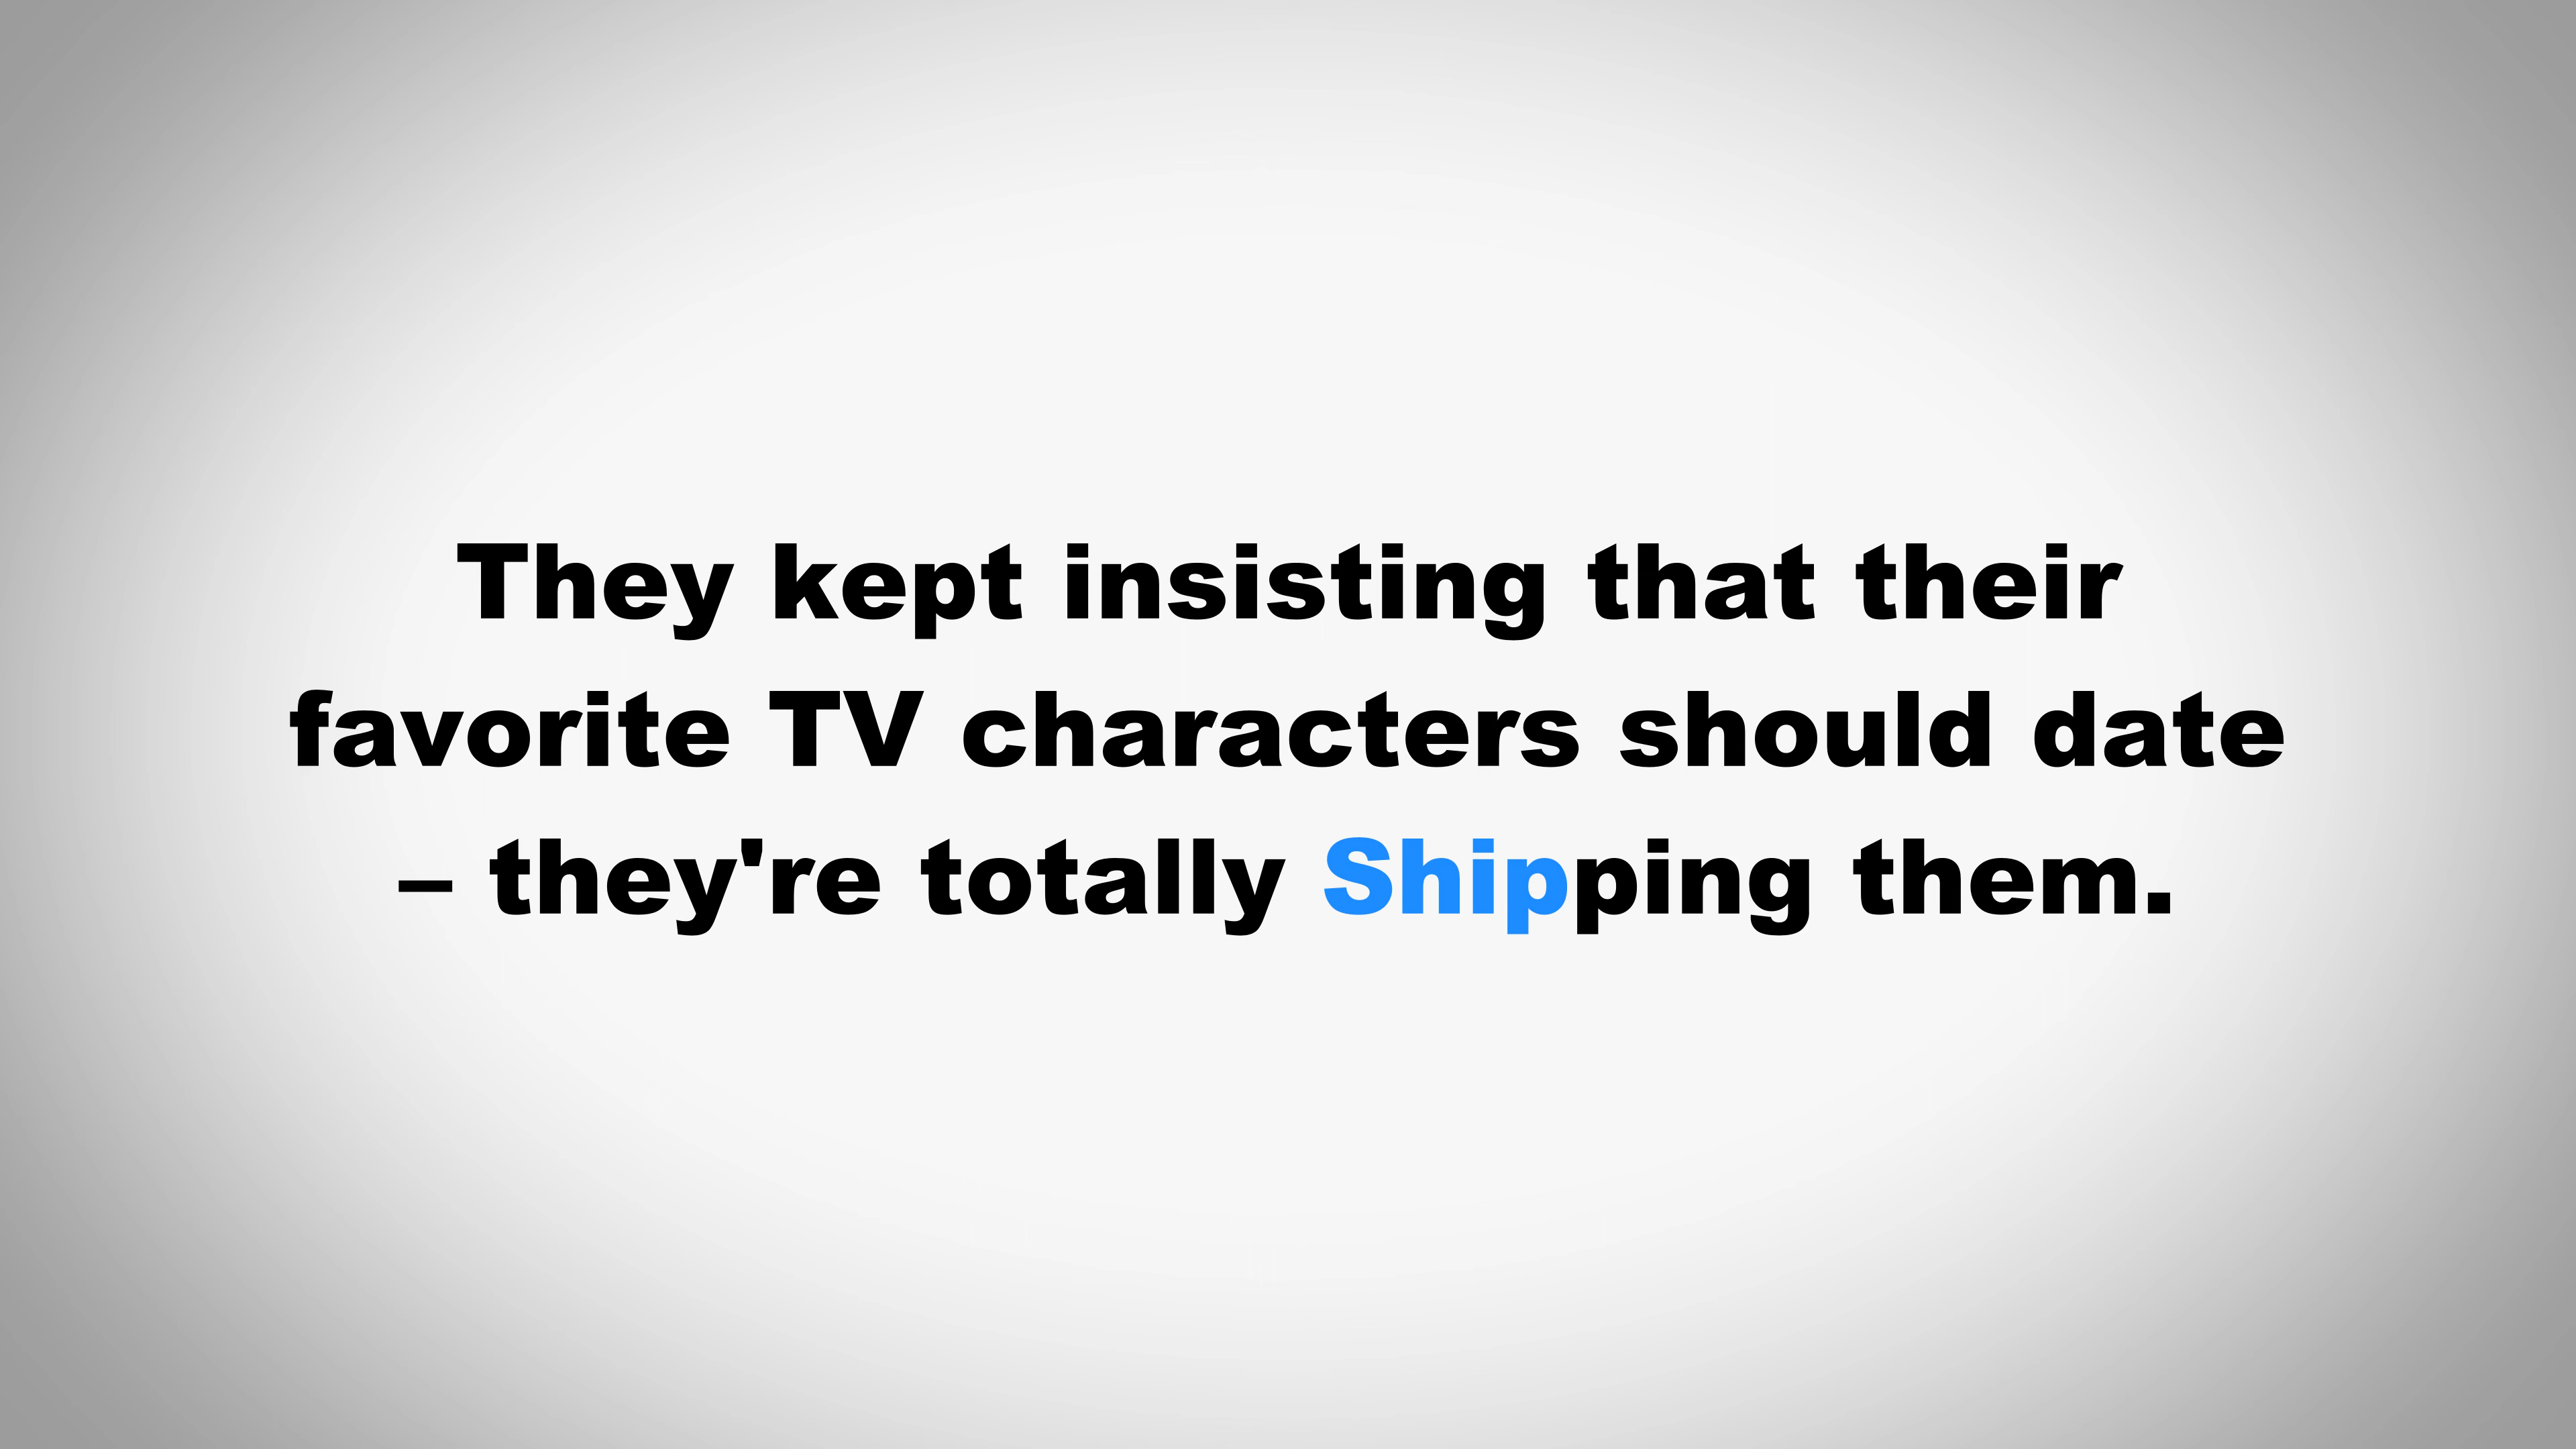 They kept insisting that their
favorite TV characters should date
– they're totally Shipping them.